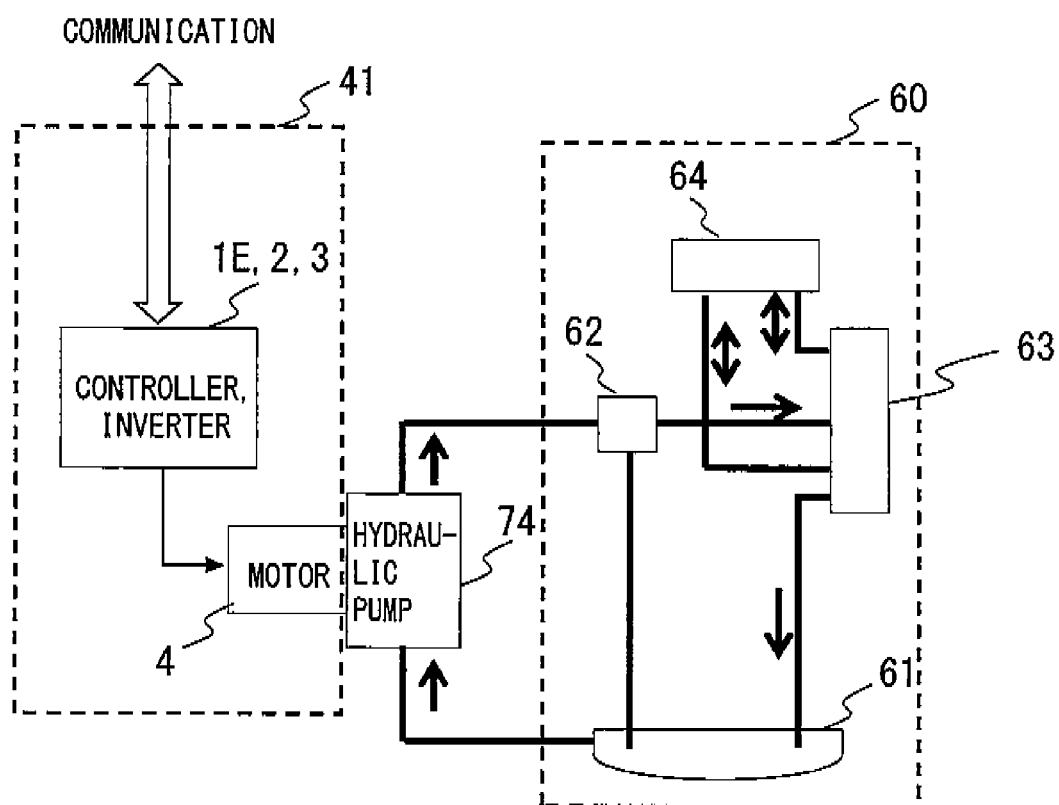 COMMUNICATION
41
60
64
1E, 2, 3
62
63
CONTROLLER,
INVERTER
74
HYDRAU-
LIC
PUMP
MOTOR
4
61